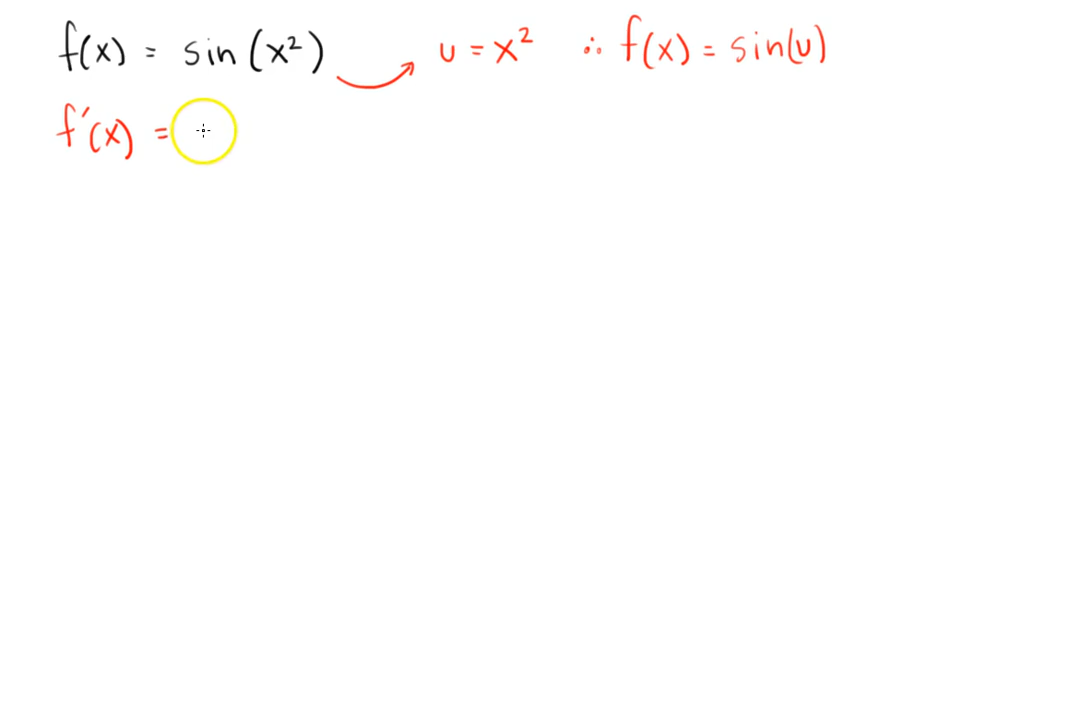 f(x) = sin(x²) u = x² ∴ f(x) = sin(u)
f′(x) =